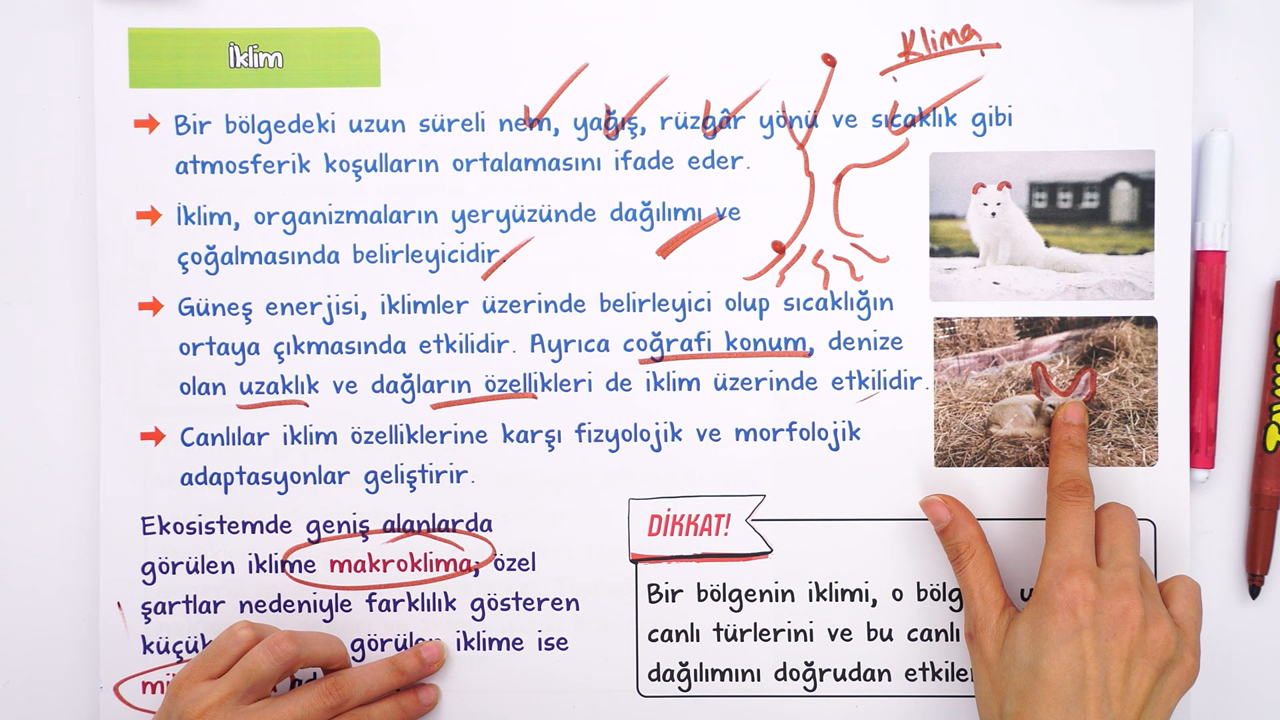 İklim
Klima
Bir bölgedeki uzun süreli nem, yağış, rüzgâr yönü ve sıcaklık gibi
atmosferik koşulların ortalamasını ifade eder.
İklim, organizmaların yeryüzünde dağılımı ve
çoğalmasında belirleyicidir.
Güneş enerjisi, iklimler üzerinde belirleyici olup sıcaklığın
ortaya çıkmasında etkilidir. Ayrıca coğrafi konum, denize
olan uzaklık ve dağların özellikleri de iklim üzerinde etkilidir.
Canlılar iklim özelliklerine karşı fizyolojik ve morfolojik
adaptasyonlar geliştirir.
Ekosistemde geniş alanlarda
görülen iklime makroklima, özel
şartlar nedeniyle farklılık gösteren
görülen iklime ise
DİKKAT!
Bir bölgenin iklimi, o
canlı türlerini ve bu canlı
dağılımını doğrudan